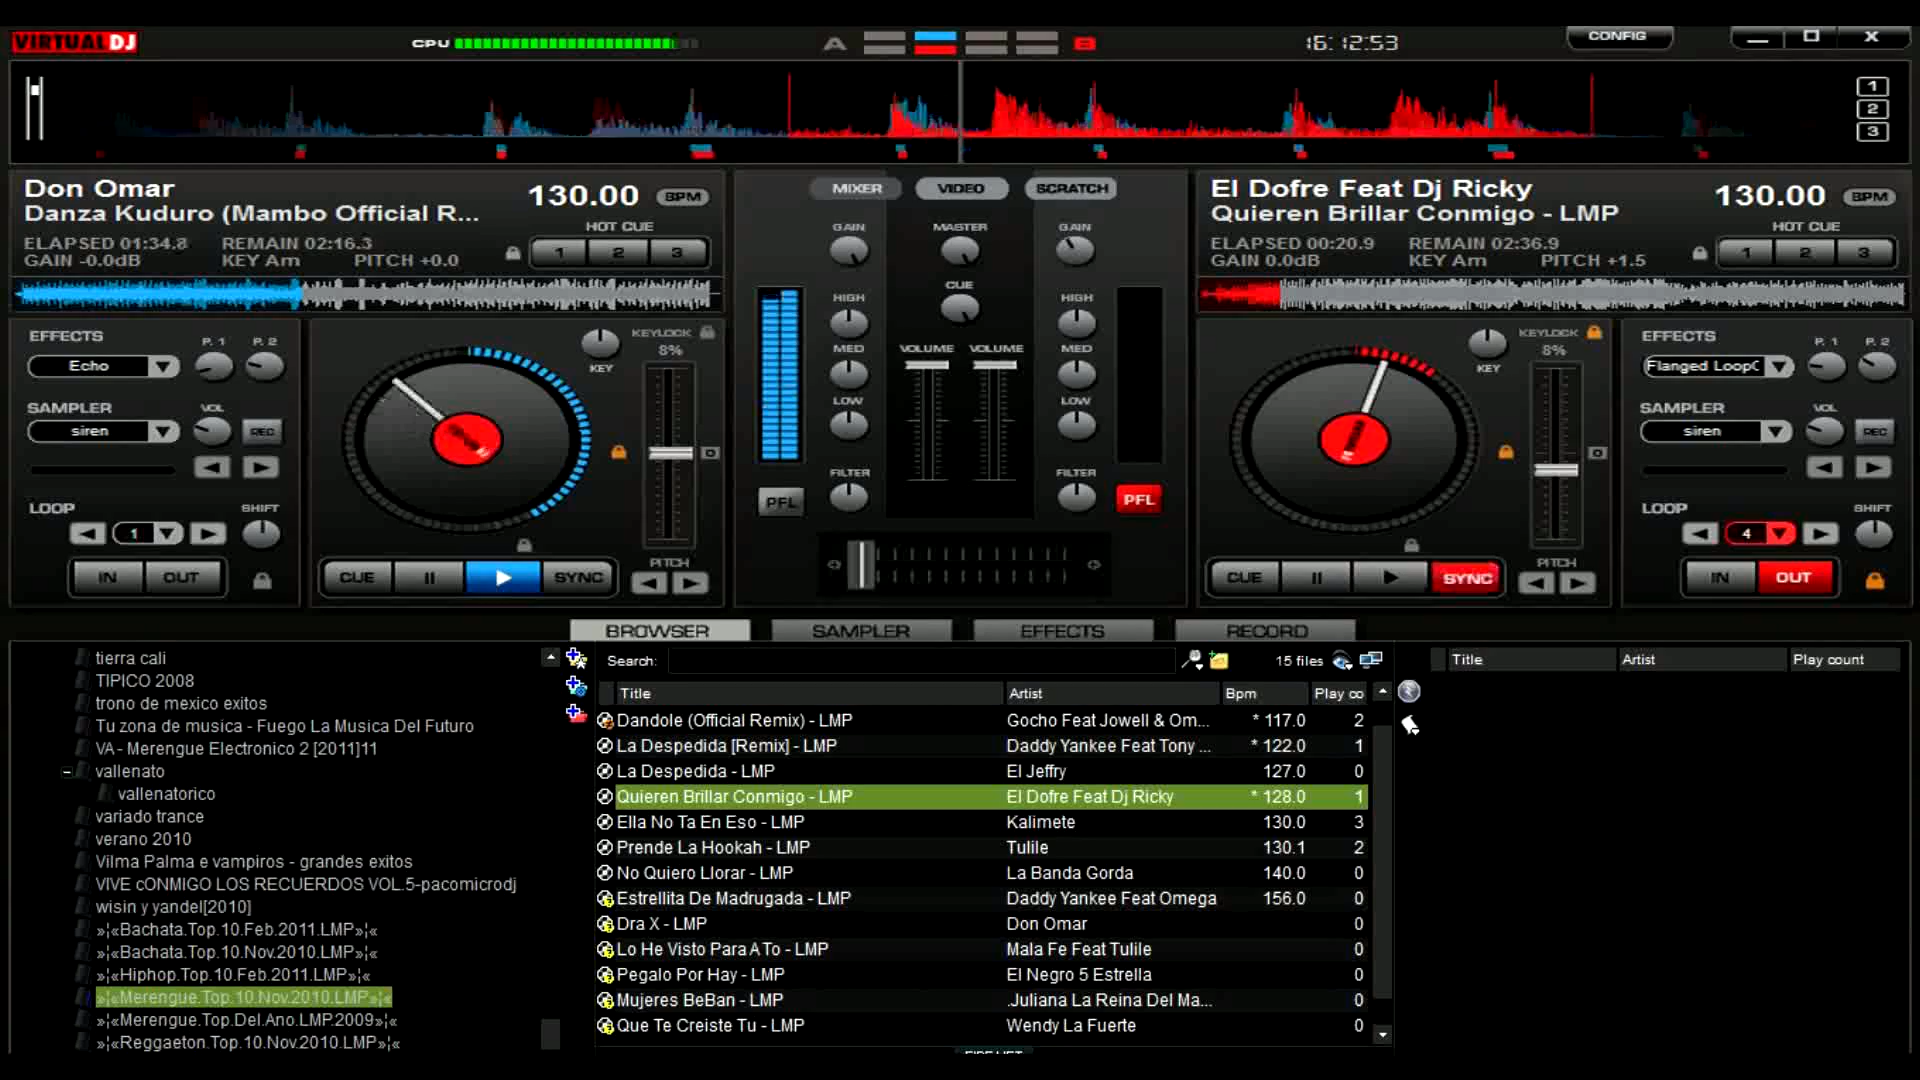 VIRTUAL DJ
CPU
A
B
16:12:53
CONFIG
1
2
3
Don Omar
Danza Kuduro (Mambo Official R...
130.00 BPM
HOT CUE
ELAPSED 01:34.8 REMAIN 02:16.3
GAIN -0.0dB KEY Am PITCH +0.0
1 2 3
MIXER VIDEO SCRATCH
GAIN MASTER GAIN
CUE
HIGH HIGH
MED VOLUME VOLUME MED
LOW LOW
FILTER FILTER
PFL PFL
El Dofre Feat Dj Ricky
Quieren Brillar Conmigo - LMP
130.00 BPM
HOT CUE
ELAPSED 00:20.9 REMAIN 02:36.9
GAIN 0.0dB KEY Am PITCH +1.5
1 2 3
EFFECTS P. 1 P. 2
Echo
SAMPLER VOL
siren REC
LOOP SHIFT
1
IN OUT
KEY
KEYLOCK
8%
CUE SYNC
PITCH
KEY
KEYLOCK
8%
CUE SYNC
PITCH
EFFECTS P. 1 P. 2
Flanged LoopC
SAMPLER VOL
siren REC
LOOP SHIFT
4
IN OUT
BROWSER SAMPLER EFFECTS RECORD
tierra cali
TIPICO 2008
trono de mexico exitos
Tu zona de musica - Fuego La Musica Del Futuro
VA - Merengue Electronico 2 [2011]11
vallenato
vallenatorico
variado trance
verano 2010
Vilma Palma e vampiros - grandes exitos
VIVE cONMIGO LOS RECUERDOS VOL.5-pacomicrodj
wisin y yandel[2010]
»¦«Bachata.Top.10.Feb.2011.LMP»¦«
»¦«Bachata.Top.10.Nov.2010.LMP»¦«
»¦«Hiphop.Top.10.Feb.2011.LMP»¦«
»¦«Merengue.Top.10.Nov.2010.LMP»¦«
»¦«Merengue.Top.Del.Ano.LMP.2009»¦«
»¦«Reggaeton.Top.10.Nov.2010.LMP»¦«
Search: 15 files
Title Artist Bpm Play co
Dandole (Official Remix) - LMP Gocho Feat Jowell & Om... * 117.0 2
La Despedida [Remix] - LMP Daddy Yankee Feat Tony ... * 122.0 1
La Despedida - LMP El Jeffry 127.0 0
Quieren Brillar Conmigo - LMP El Dofre Feat Dj Ricky * 128.0 1
Ella No Ta En Eso - LMP Kalimete 130.0 3
Prende La Hookah - LMP Tulile 130.1 2
No Quiero Llorar - LMP La Banda Gorda 140.0 0
Estrellita De Madrugada - LMP Daddy Yankee Feat Omega 156.0 0
Dra X - LMP Don Omar 0
Lo He Visto Para A To - LMP Mala Fe Feat Tulile 0
Pegalo Por Hay - LMP El Negro 5 Estrella 0
Mujeres BeBan - LMP .Juliana La Reina Del Ma... 0
Que Te Creiste Tu - LMP Wendy La Fuerte 0
Title Artist Play count